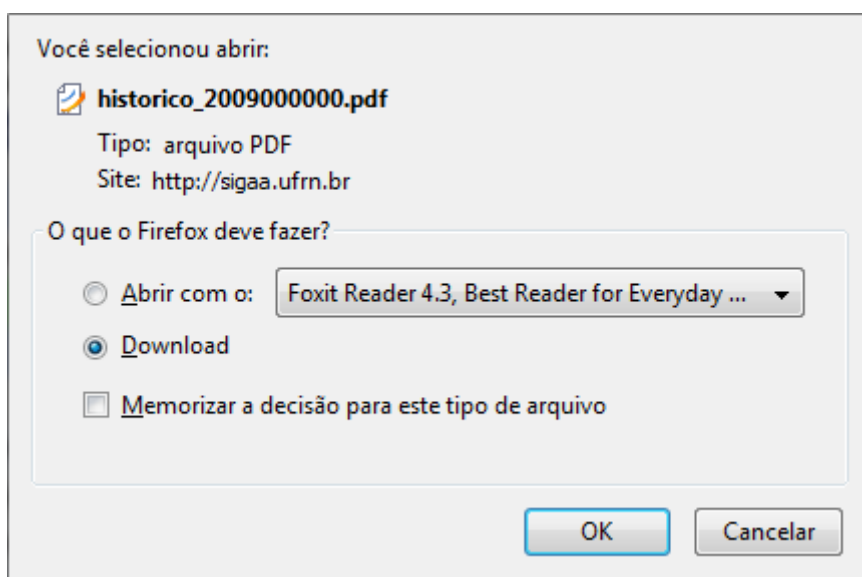 Você selecionou abrir:
historico_2009000000.pdf
Tipo: arquivo PDF
Site: http://sigaa.ufrn.br
O que o Firefox deve fazer?
Abrir com o: Foxit Reader 4.3, Best Reader for Everyday ...
Download
Memorizar a decisão para este tipo de arquivo
OK Cancelar